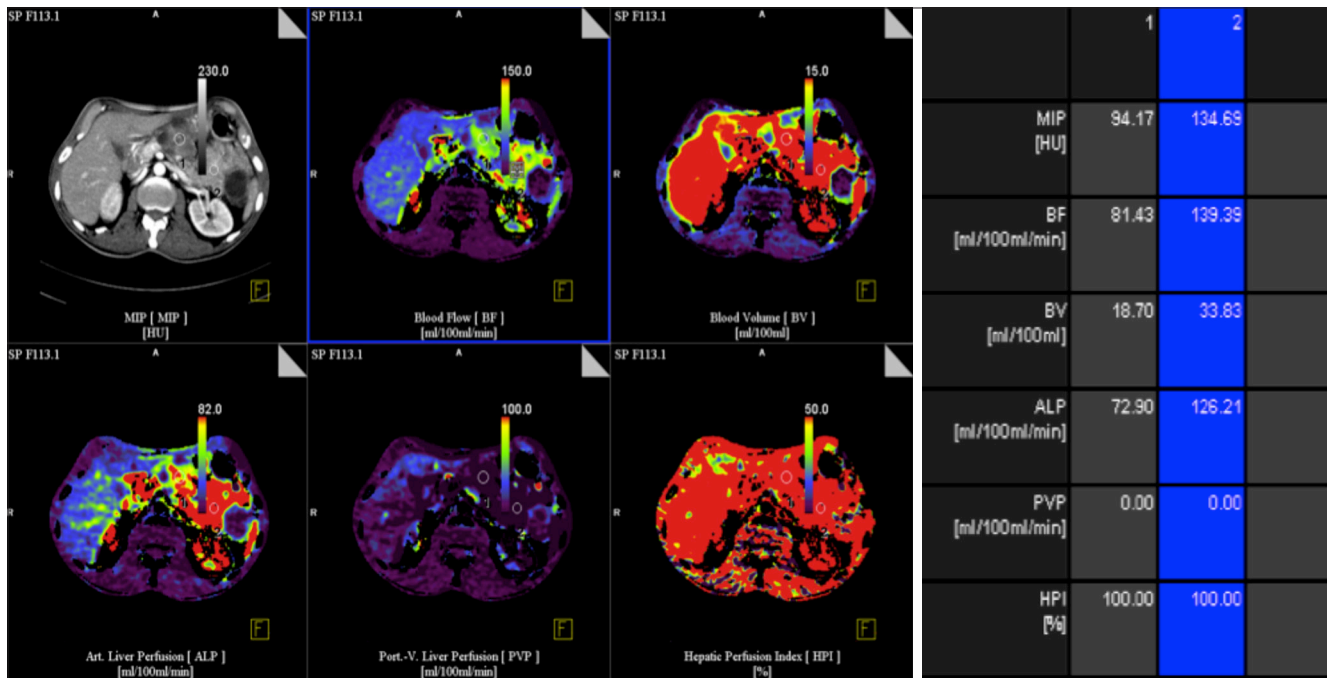 SP F113.1
A
230.0
R
1
2
F
MIP [ MIP ]
[HU]
SP F113.1
A
150.0
R
F
Blood Flow [ BF ]
[ml/100ml/min]
SP F113.1
A
15.0
R
F
Blood Volume [ BV ]
[ml/100ml]
SP F113.1
A
82.0
R
F
Art. Liver Perfusion [ ALP ]
[ml/100ml/min]
SP F113.1
A
100.0
R
F
Port.-V. Liver Perfusion [ PVP ]
[ml/100ml/min]
SP F113.1
A
50.0
R
F
Hepatic Perfusion Index [ HPI ]
[%]
1 2
MIP 94.17 134.69
[HU]
BF 81.43 139.39
[ml/100ml/min]
BV 18.70 33.83
[ml/100ml]
ALP 72.90 126.21
[ml/100ml/min]
PVP 0.00 0.00
[ml/100ml/min]
HPI 100.00 100.00
[%]